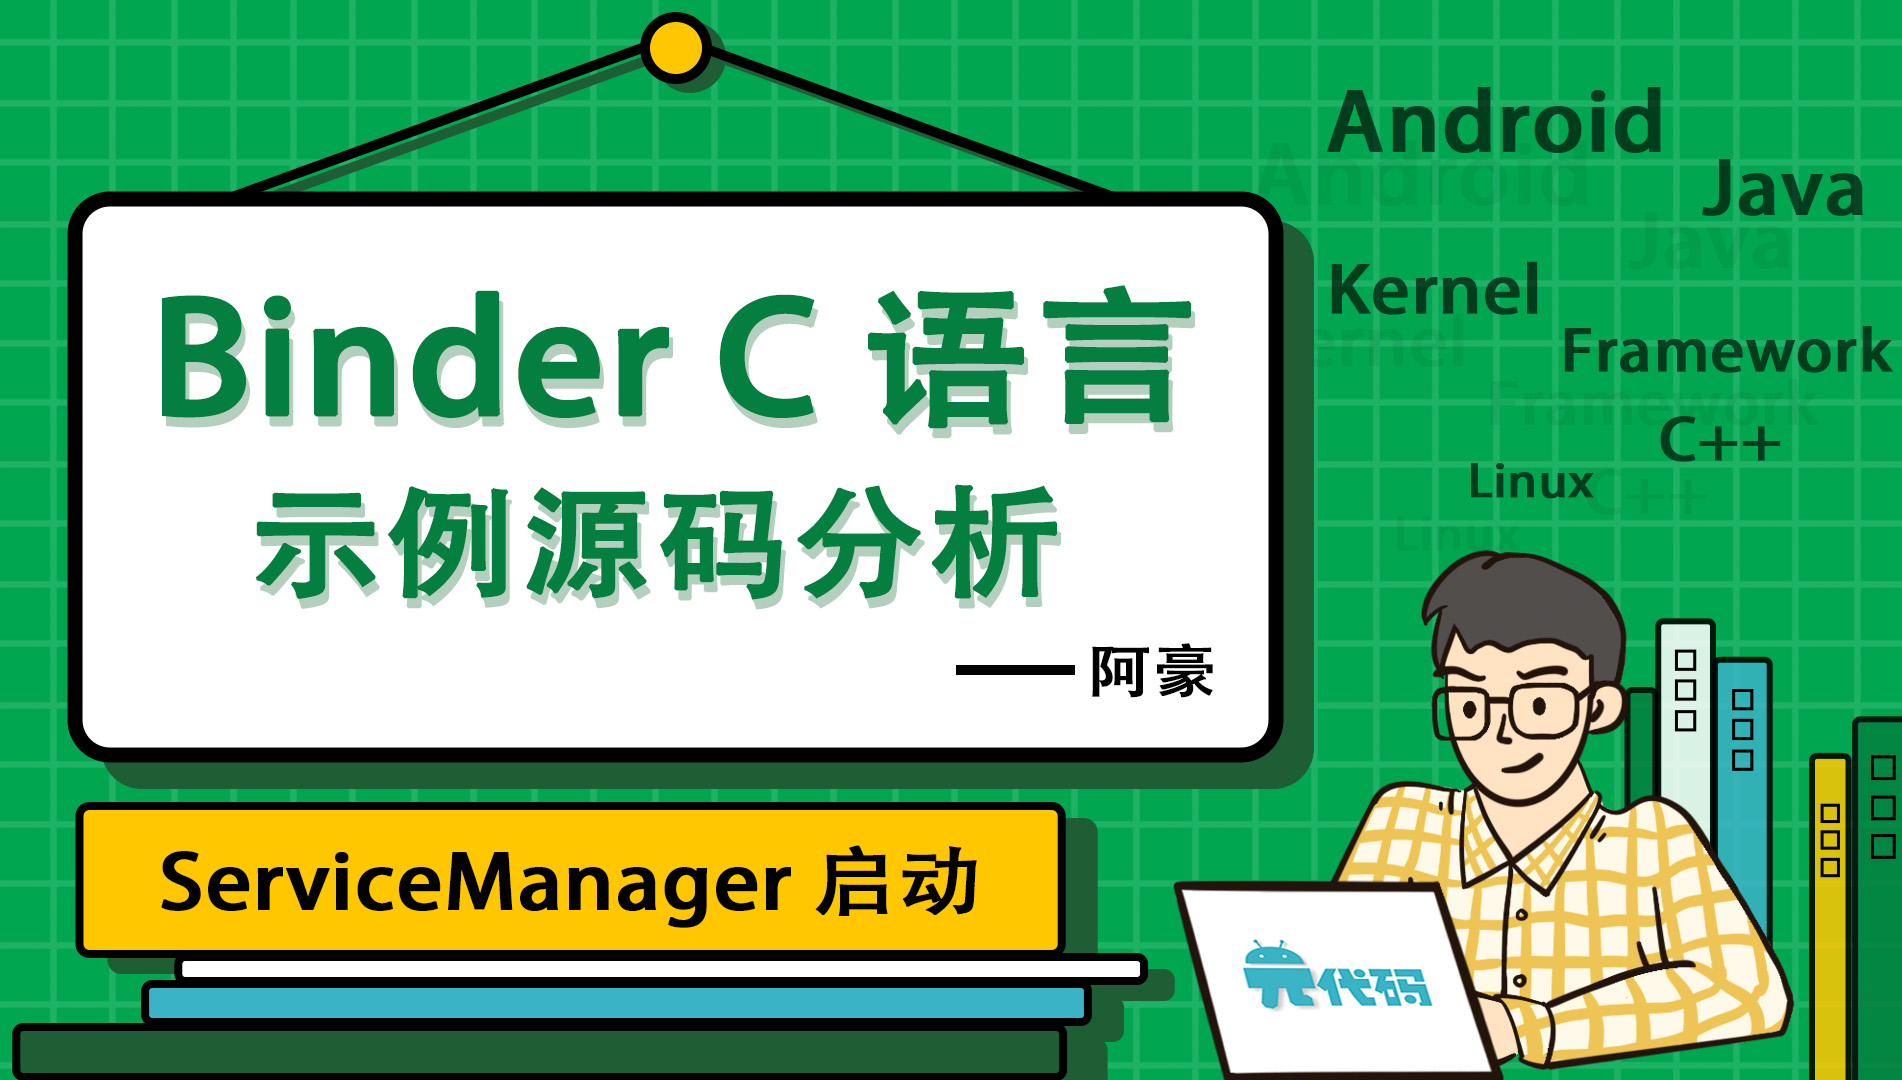 Binder C 语言
示例源码分析
—— 阿豪
ServiceManager 启动
Android
Java
Kernel
Framework
C++
Linux
元代码